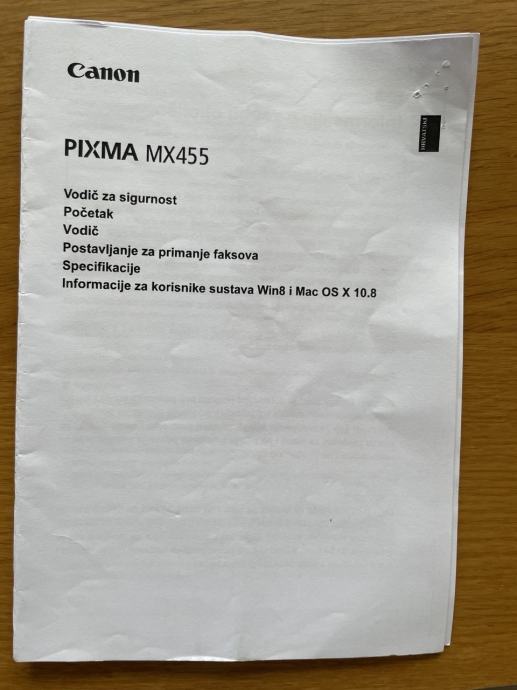 Canon
HRVATSKI
PIXMA MX455
Vodič za sigurnost
Početak
Vodič
Postavljanje za primanje faksova
Specifikacije
Informacije za korisnike sustava Win8 i Mac OS X 10.8